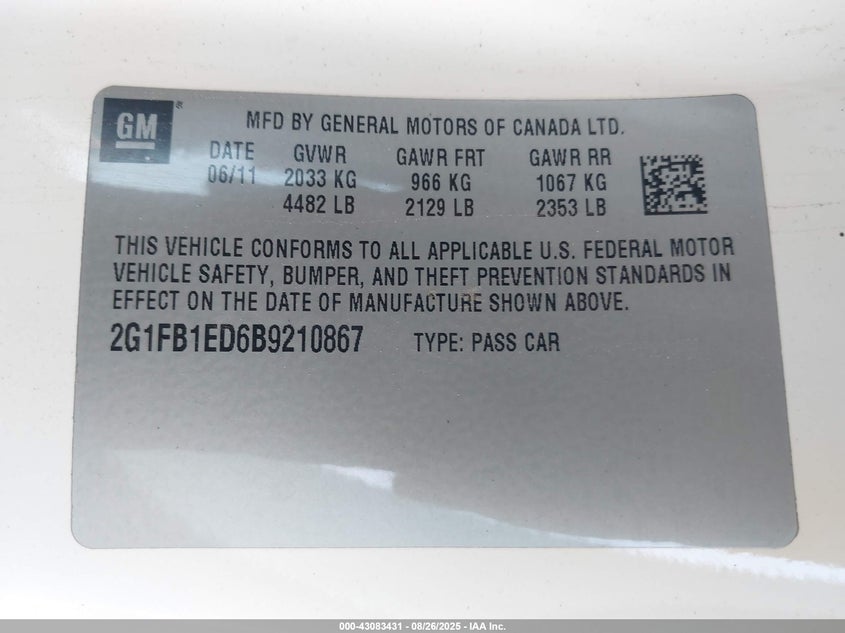 GM
®
MFD BY GENERAL MOTORS OF CANADA LTD.
DATE GVWR GAWR FRT GAWR RR
06/11 2033 KG 966 KG 1067 KG
4482 LB 2129 LB 2353 LB
THIS VEHICLE CONFORMS TO ALL APPLICABLE U.S. FEDERAL MOTOR
VEHICLE SAFETY, BUMPER, AND THEFT PREVENTION STANDARDS IN
EFFECT ON THE DATE OF MANUFACTURE SHOWN ABOVE.
2G1FB1ED6B9210867 TYPE: PASS CAR
000-43083431 - 08/26/2025 - IAA Inc.